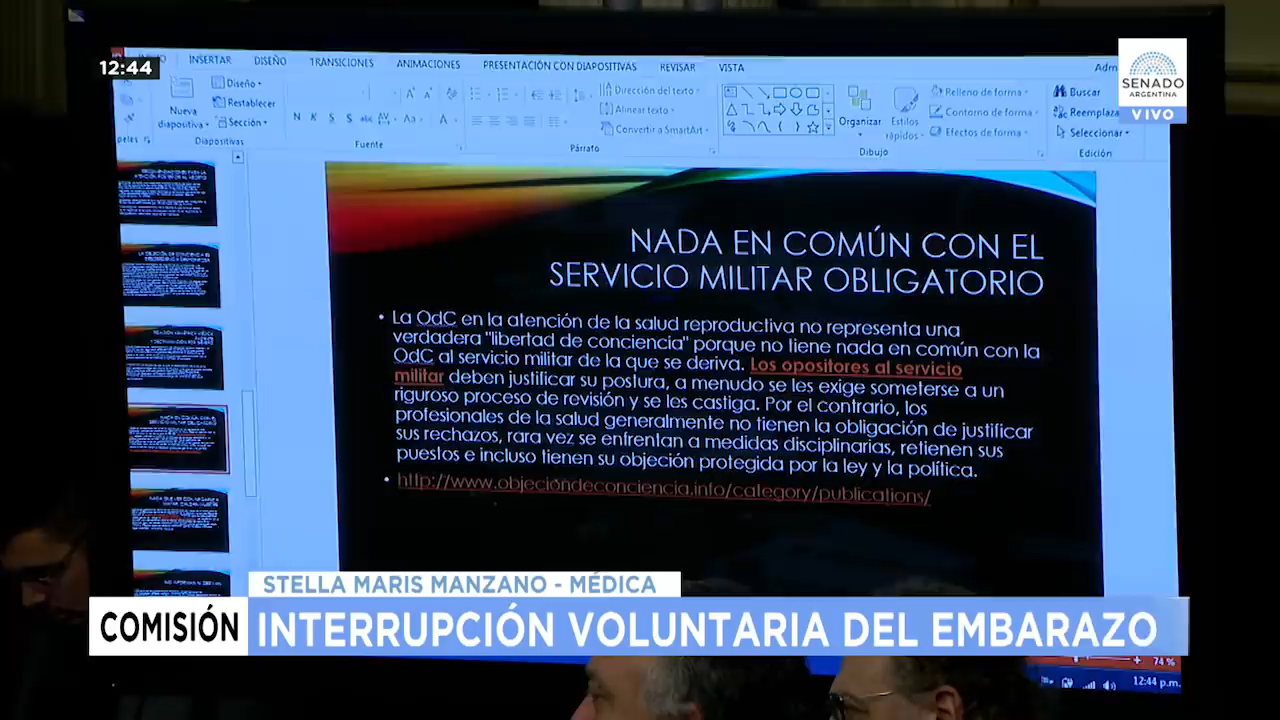 12:44
INSERTAR DISEÑO TRANSICIONES ANIMACIONES PRESENTACIÓN CON DIAPOSITIVAS REVISAR VISTA
SENADO
ARGENTINA
VIVO
Nueva
diapositiva
Diseño
Restablecer
Sección
Diapositivas
Fuente
Dirección del texto
Alinear texto
Convertir a SmartArt
Párrafo
Organizar
Estilos
rápidos
Relleno de forma
Contorno de forma
Efectos de forma
Dibujo
Buscar
Reemplaza
Seleccionar
Edición
NADA EN COMÚN CON EL
SERVICIO MILITAR OBLIGATORIO
• La OdC en la atención de la salud reproductiva no representa una
verdadera "libertad de conciencia" porque no tiene nada en común con la
OdC al servicio militar de la que se deriva. Los opositores al servicio
militar deben justificar su postura, a menudo se les exige someterse a un
riguroso proceso de revisión y se les castiga. Por el contrario, los
profesionales de la salud generalmente no tienen la obligación de justificar
sus rechazos, rara vez se enfrentan a medidas disciplinarias, retienen sus
puestos e incluso tienen su objeción protegida por la ley y la política.
• http://www.objeciondeconciencia.info/category/publications/
STELLA MARIS MANZANO - MÉDICA
COMISIÓN INTERRUPCIÓN VOLUNTARIA DEL EMBARAZO
74 %
12:44 p.m.